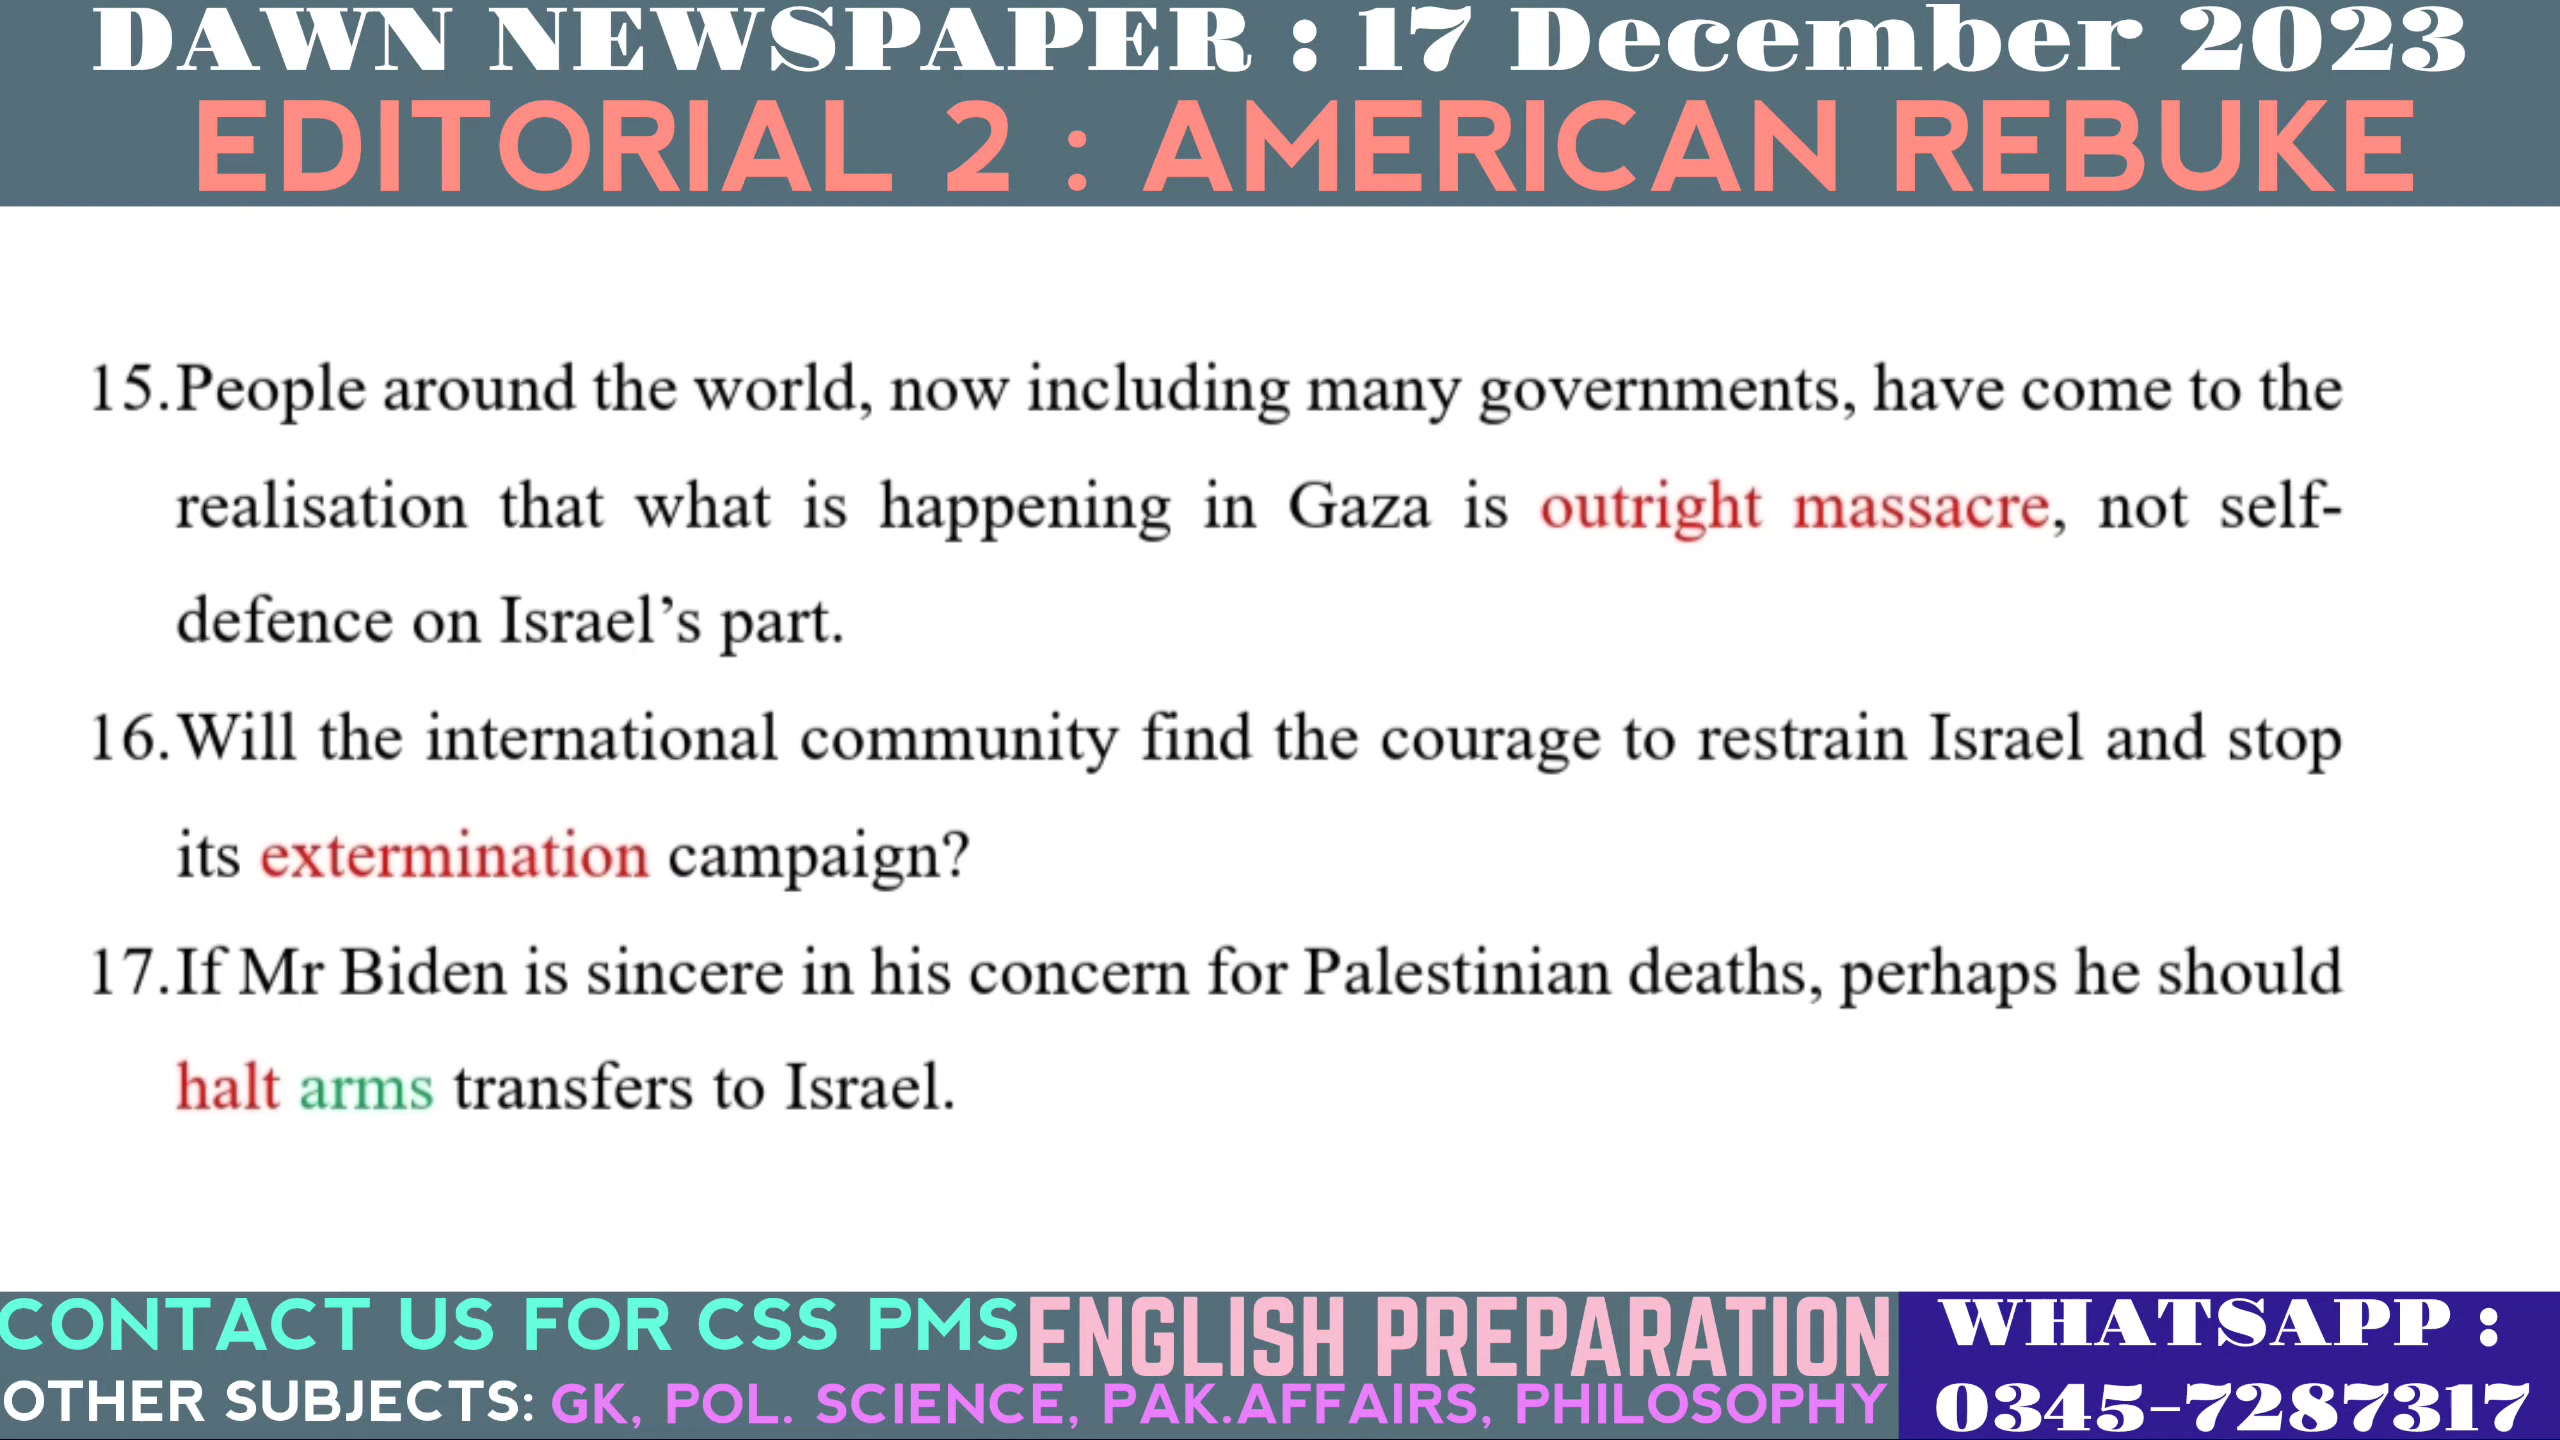 DAWN NEWSPAPER : 17 December 2023
EDITORIAL 2 : AMERICAN REBUKE
15. People around the world, now including many governments, have come to the
realisation that what is happening in Gaza is outright massacre, not self-
defence on Israel’s part.
16. Will the international community find the courage to restrain Israel and stop
its extermination campaign?
17. If Mr Biden is sincere in his concern for Palestinian deaths, perhaps he should
halt arms transfers to Israel.
CONTACT US FOR CSS PMS ENGLISH PREPARATION
OTHER SUBJECTS: GK, POL. SCIENCE, PAK.AFFAIRS, PHILOSOPHY
WHATSAPP :
0345-7287317